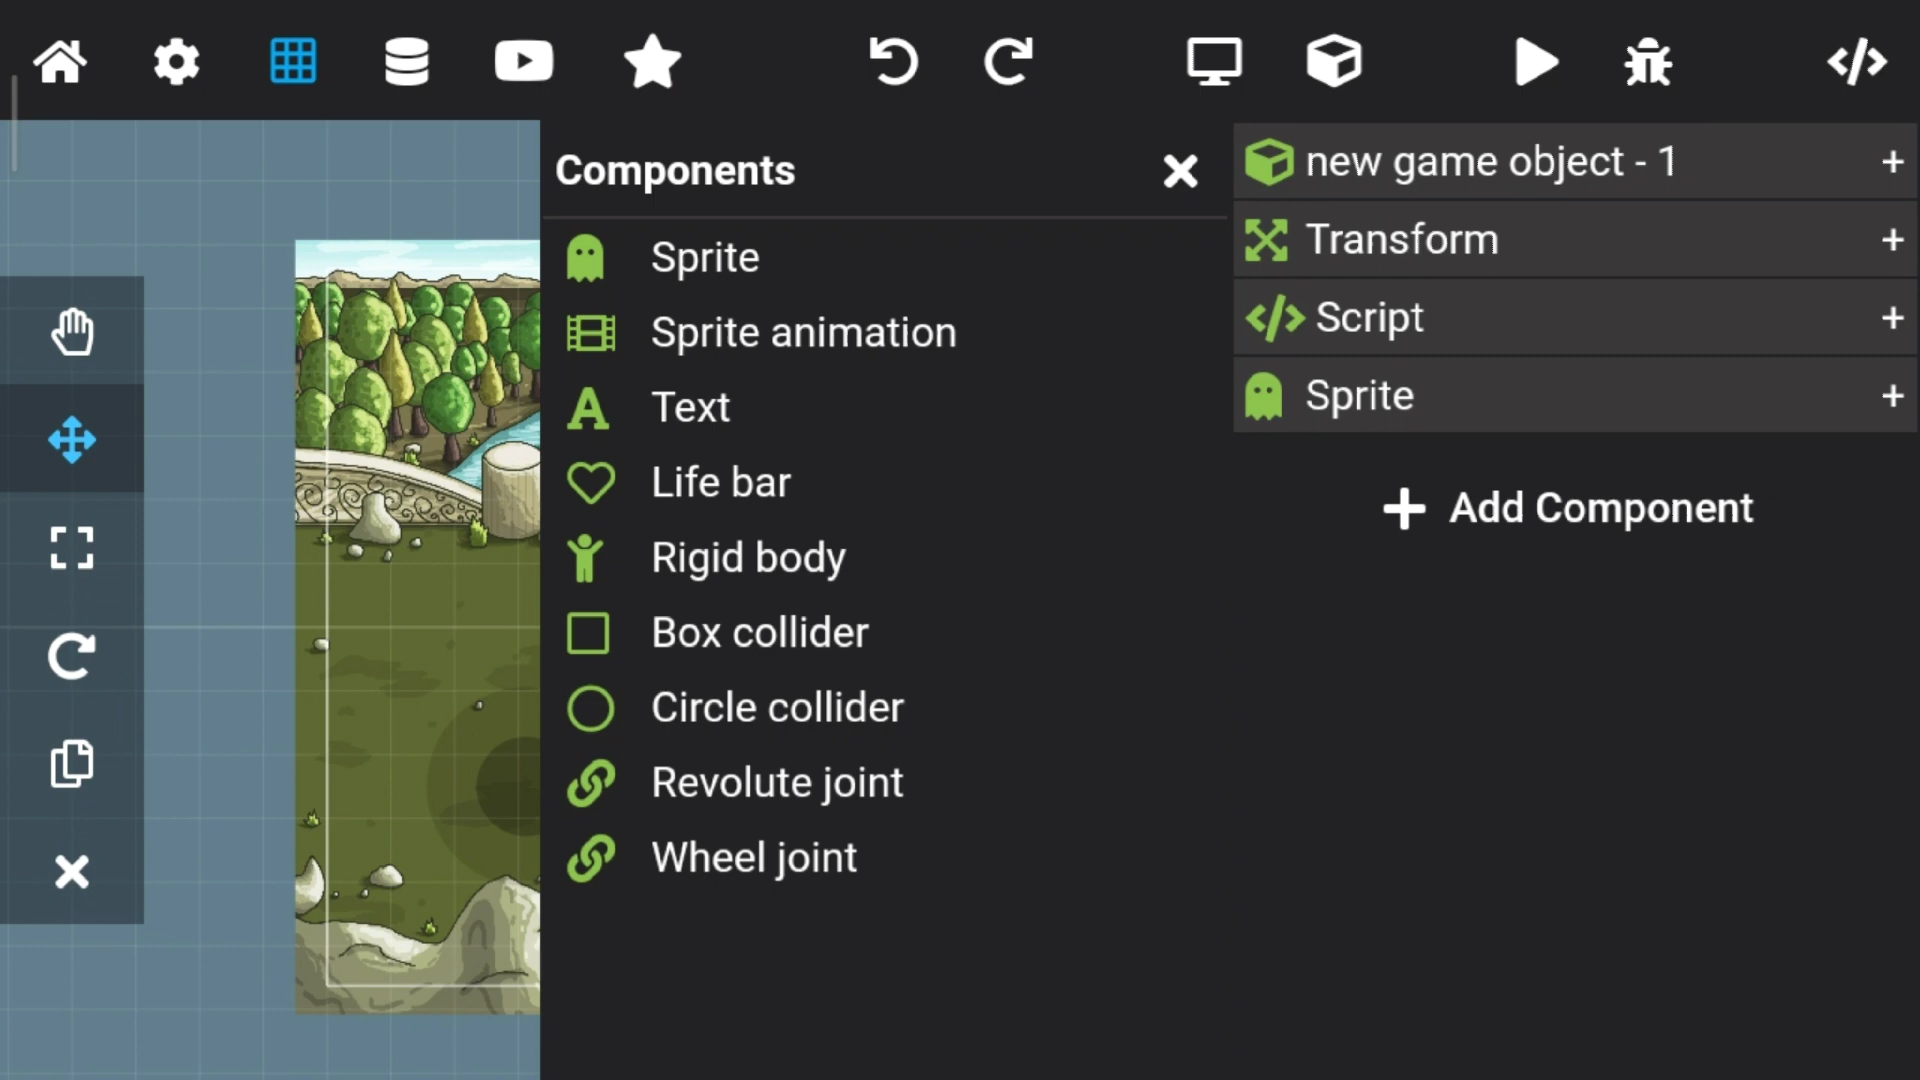 Components
Sprite
Sprite animation
Text
Life bar
Rigid body
Box collider
Circle collider
Revolute joint
Wheel joint
new game object - 1 +
Transform +
Script +
Sprite +
Add Component